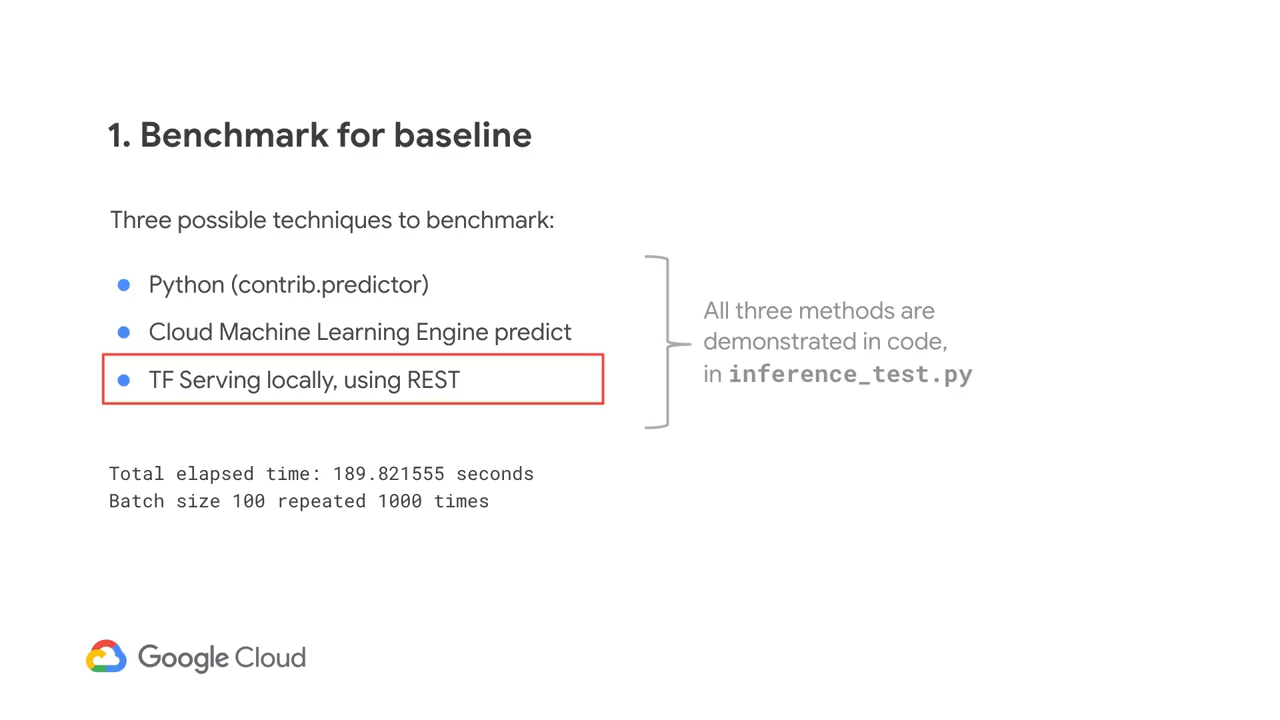 1. Benchmark for baseline
Three possible techniques to benchmark:
Python (contrib.predictor)
Cloud Machine Learning Engine predict
TF Serving locally, using REST
All three methods are
demonstrated in code,
in inference_test.py
Total elapsed time: 189.821555 seconds
Batch size 100 repeated 1000 times
Google Cloud